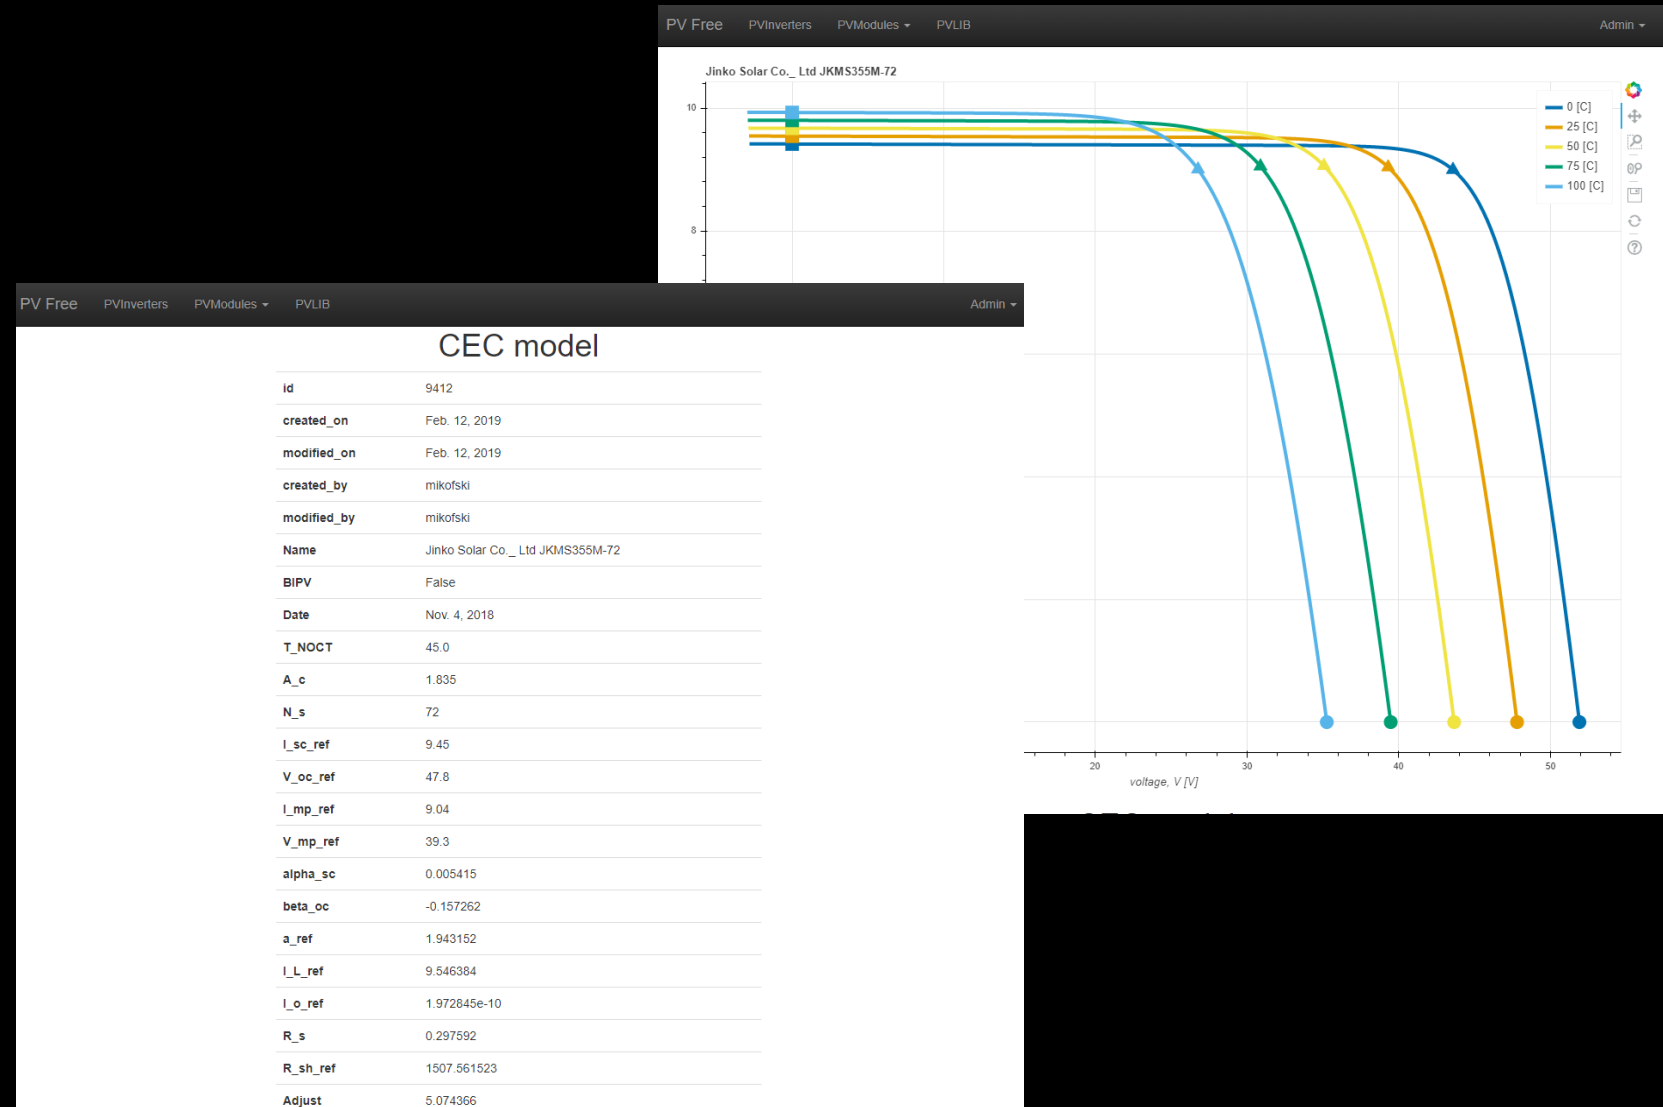 PV Free PVInverters PVModules PVLIB Admin
Jinko Solar Co._ Ltd JKMS355M-72
10
8
0 [C]
25 [C]
50 [C]
75 [C]
100 [C]
20 30 40 50
voltage, V [V]
PV Free PVInverters PVModules PVLIB Admin
CEC model
id 9412
created_on Feb. 12, 2019
modified_on Feb. 12, 2019
created_by mikofski
modified_by mikofski
Name Jinko Solar Co._ Ltd JKMS355M-72
BIPV False
Date Nov. 4, 2018
T_NOCT 45.0
A_c 1.835
N_s 72
I_sc_ref 9.45
V_oc_ref 47.8
I_mp_ref 9.04
V_mp_ref 39.3
alpha_sc 0.005415
beta_oc -0.157262
a_ref 1.943152
I_L_ref 9.546384
I_o_ref 1.972845e-10
R_s 0.297592
R_sh_ref 1507.561523
Adjust 5.074366